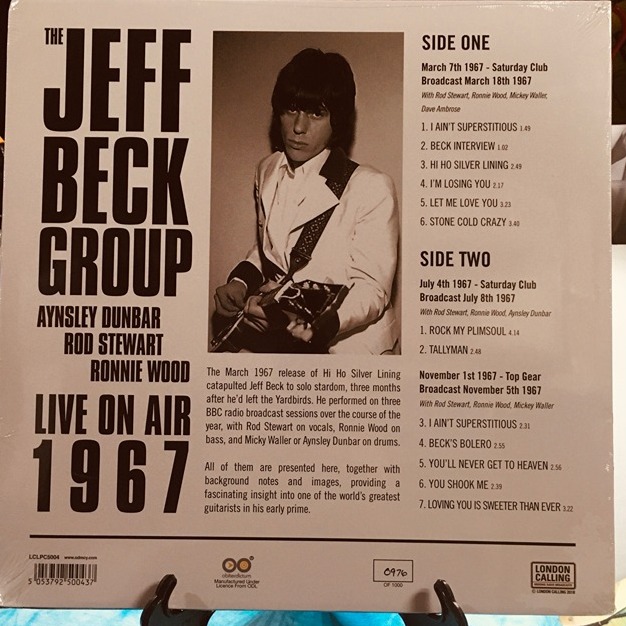 THE
JEFF
BECK
GROUP
AYNSLEY DUNBAR
ROD STEWART
RONNIE WOOD
LIVE ON AIR
1967
The March 1967 release of Hi Ho Silver Lining
catapulted Jeff Beck to solo stardom, three months
after he'd left the Yardbirds. He performed on three
BBC radio broadcast sessions over the course of the
year, with Rod Stewart on vocals, Ronnie Wood on
bass, and Micky Waller or Aynsley Dunbar on drums.
All of them are presented here, together with
background notes and images, providing a
fascinating insight into one of the world's greatest
guitarists in his early prime.
SIDE ONE
March 7th 1967 - Saturday Club
Broadcast March 18th 1967
With Rod Stewart, Ronnie Wood, Mickey Waller,
Dave Ambrose
1. I AIN'T SUPERSTITIOUS 1.49
2. BECK INTERVIEW 1.02
3. HI HO SILVER LINING 2.49
4. I'M LOSING YOU 2.17
5. LET ME LOVE YOU 3.23
6. STONE COLD CRAZY 3.40
SIDE TWO
July 4th 1967 - Saturday Club
Broadcast July 8th 1967
With Rod Stewart, Ronnie Wood, Aynsley Dunbar
1. ROCK MY PLIMSOUL 4.14
2. TALLYMAN 2.48
November 1st 1967 - Top Gear
Broadcast November 5th 1967
With Rod Stewart, Ronnie Wood, Mickey Waller
3. I AIN'T SUPERSTITIOUS 2.31
4. BECK'S BOLERO 2.55
5. YOU'LL NEVER GET TO HEAVEN 2.56
6. YOU SHOOK ME 2.39
7. LOVING YOU IS SWEETER THAN EVER 3.22
LCLPC5004 www.odmcy.com
5 053792 500437
obiterdictum
Manufactured Under
Licence From ODL.
0976
OF 1000
LONDON
CALLING
© LONDON CALLING 2018